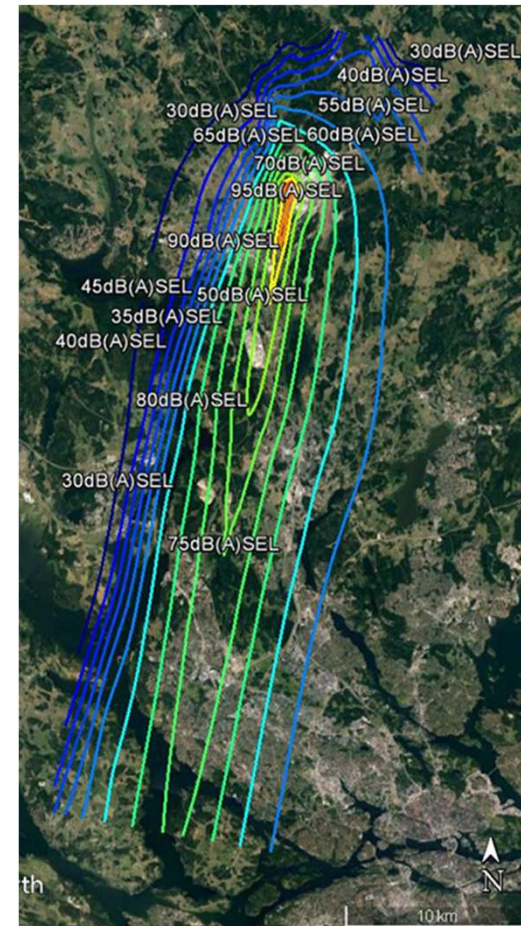 30dB(A)SEL
40dB(A)SEL
55dB(A)SEL
30dB(A)SEL
65dB(A)SEL 60dB(A)SEL
70dB(A)SEL
95dB(A)SEL
90dB(A)SEL
45dB(A)SEL
50dB(A)SEL
35dB(A)SEL
40dB(A)SEL
80dB(A)SEL
30dB(A)SEL
75dB(A)SEL
N
rth
10 km